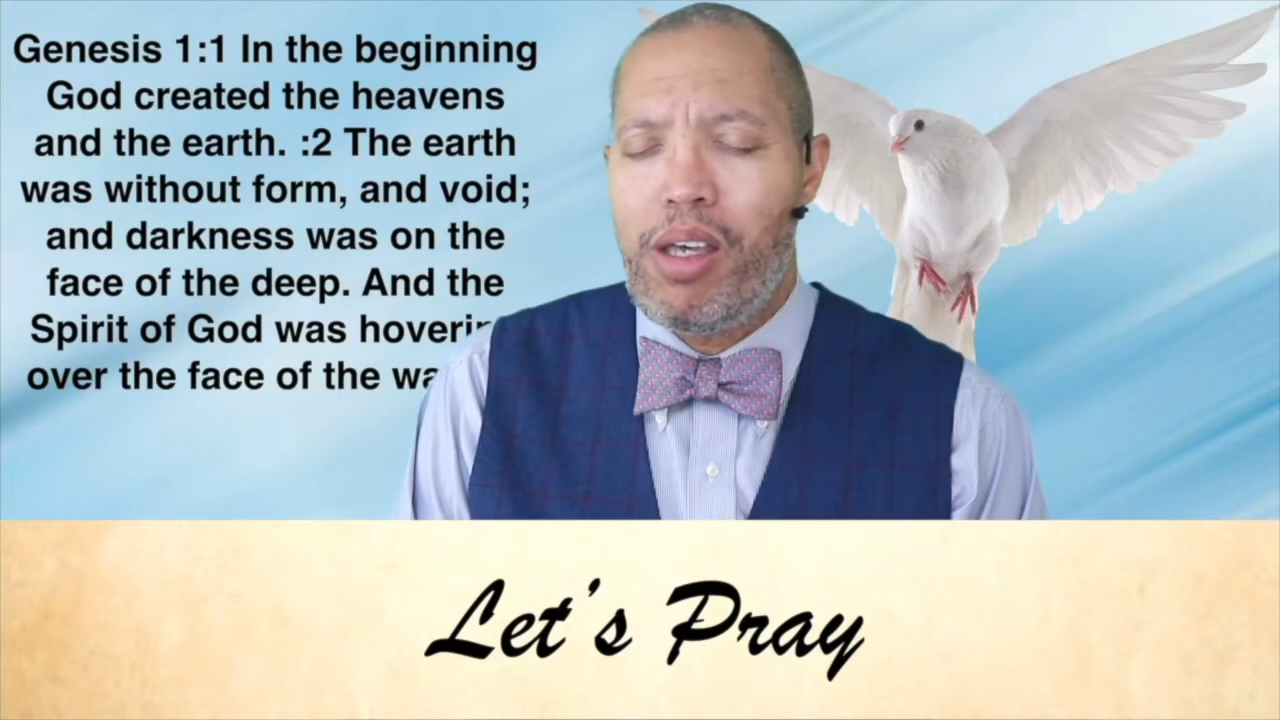 Genesis 1:1 In the beginning
God created the heavens
and the earth. :2 The earth
was without form, and void;
and darkness was on the
face of the deep. And the
Spirit of God was
over the face of the
Let's Pray